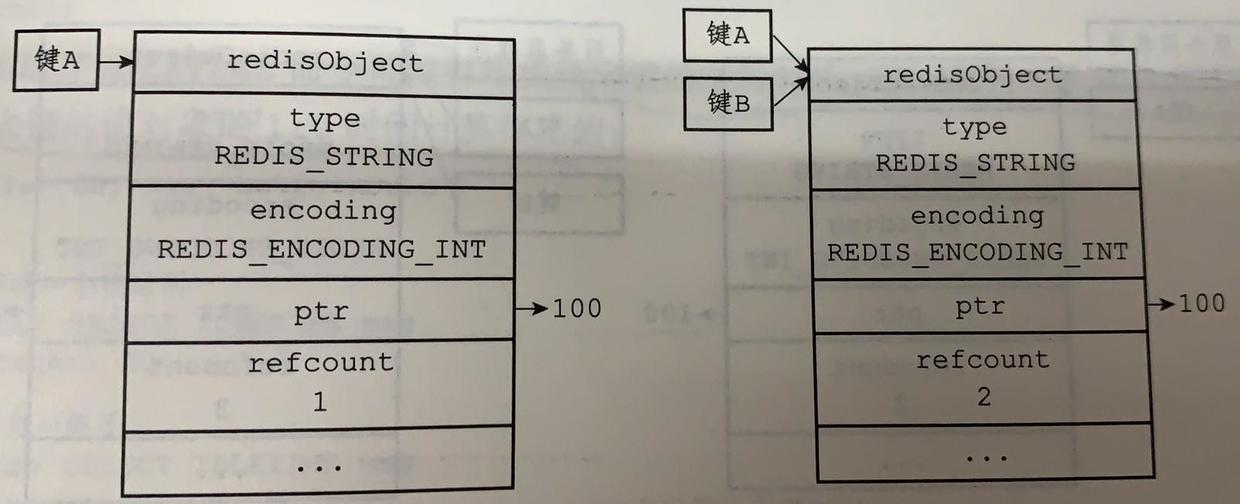 键A
redisObject
type
REDIS_STRING
encoding
REDIS_ENCODING_INT
ptr
100
refcount
1
...
键A
键B
redisObject
type
REDIS_STRING
encoding
REDIS_ENCODING_INT
ptr
100
refcount
2
...